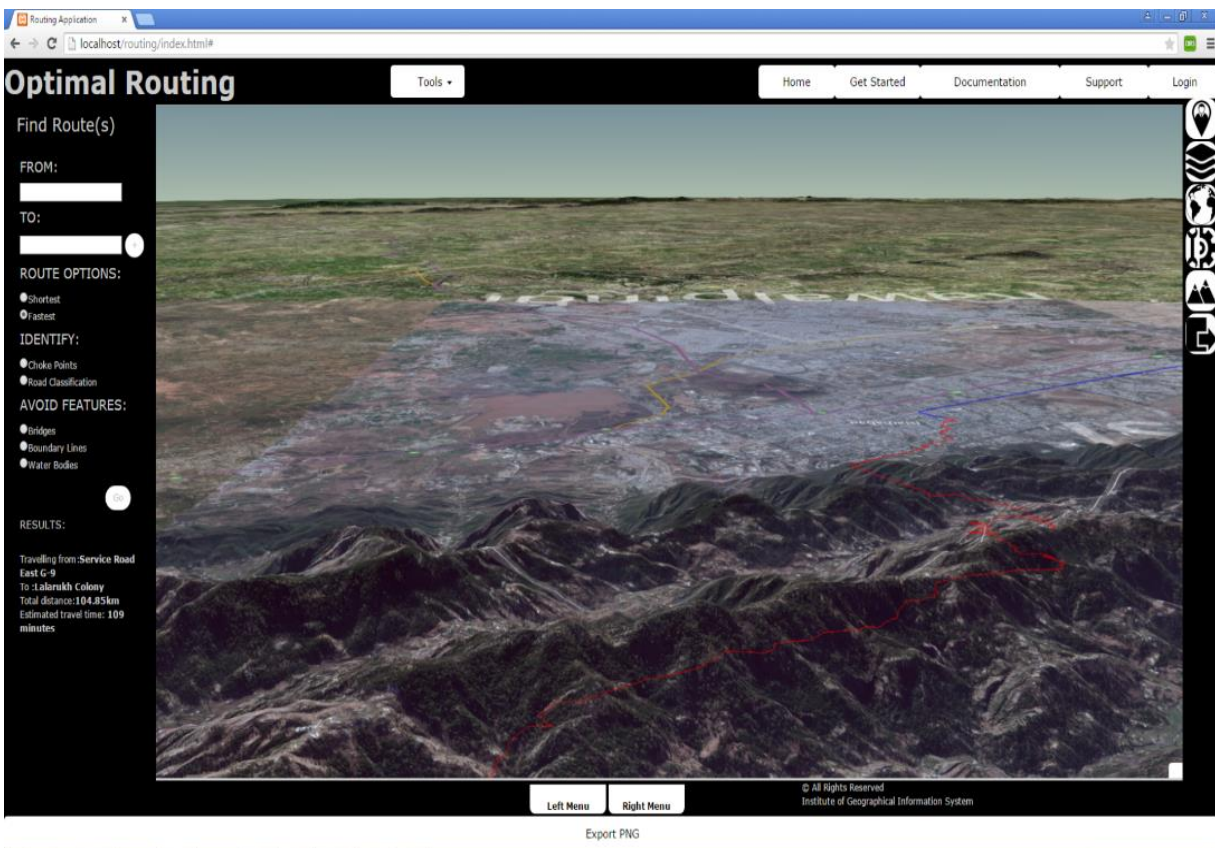 Routing Application
localhost/routing/index.html#
Optimal Routing
Tools
Home
Get Started
Documentation
Support
Login
Find Route(s)
FROM:
TO:
+
ROUTE OPTIONS:
Shortest
Fastest
IDENTIFY:
Choke Points
Road Classification
AVOID FEATURES:
Bridges
Boundary Lines
Water Bodies
Go
RESULTS:
Travelling from:Service Road
East G-9
To :Lalarukh Colony
Total distance:104.85km
Estimated travel time: 109
minutes
Left Menu
Right Menu
© All Rights Reserved
Institute of Geographical Information System
Export PNG